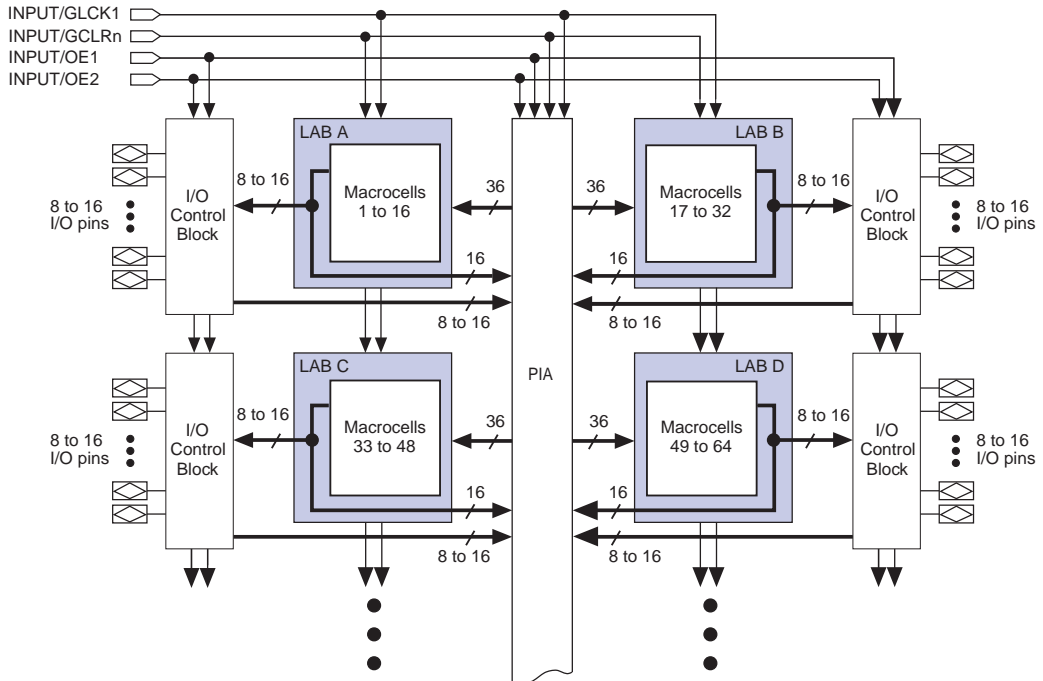 INPUT/GLCK1
INPUT/GCLRn
INPUT/OE1
INPUT/OE2
LAB A
LAB B
I/O
Control
Block
8 to 16
Macrocells
1 to 16
36
36
Macrocells
17 to 32
8 to 16
I/O
Control
Block
8 to 16
I/O pins
8 to 16
I/O pins
16
16
8 to 16
8 to 16
PIA
LAB C
LAB D
I/O
Control
Block
8 to 16
Macrocells
33 to 48
36
36
Macrocells
49 to 64
8 to 16
I/O
Control
Block
8 to 16
I/O pins
8 to 16
I/O pins
16
16
8 to 16
8 to 16